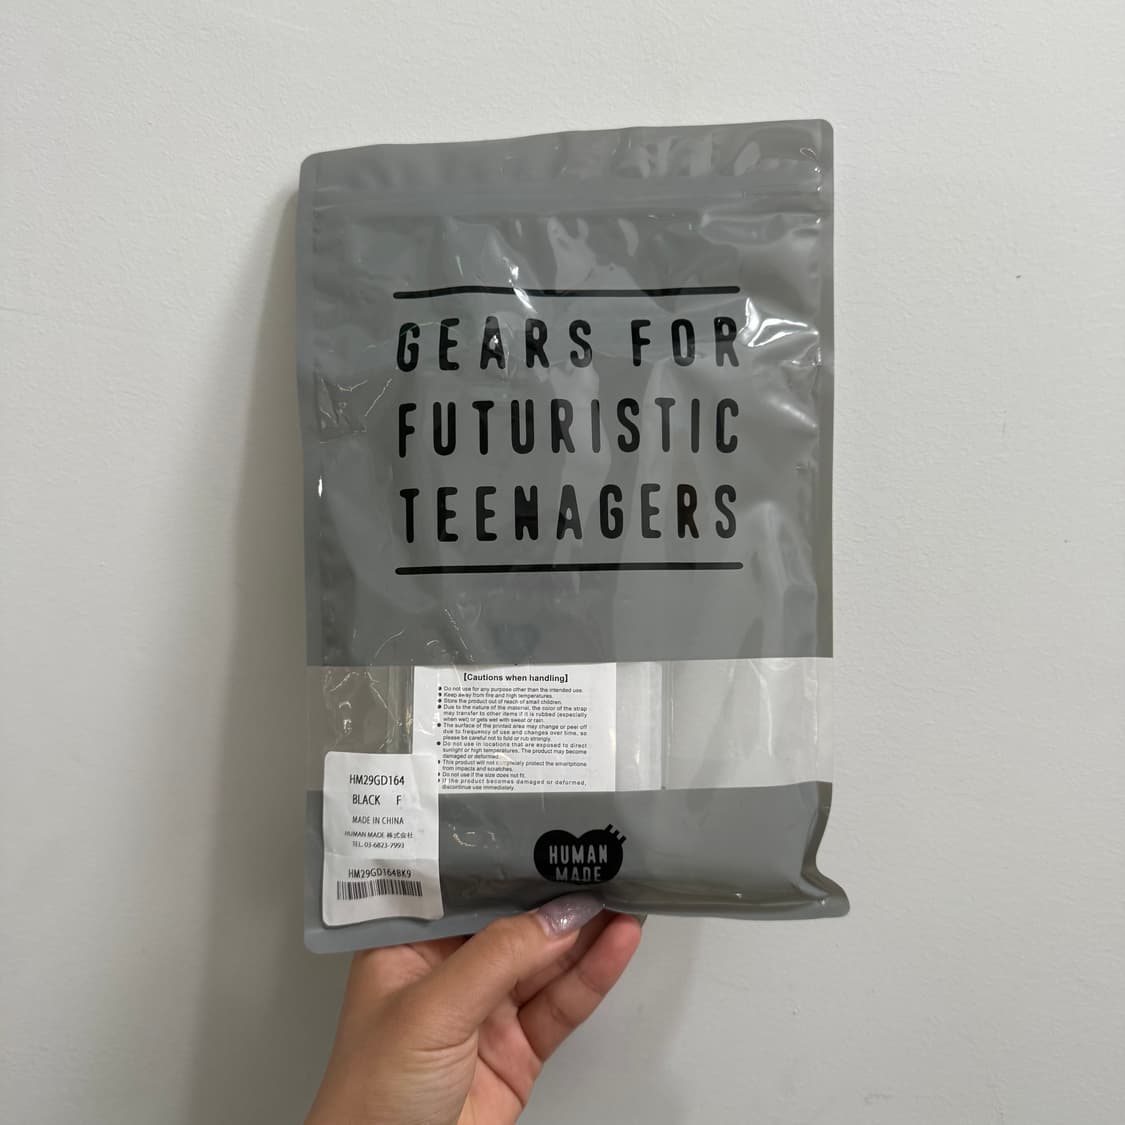 GEARS FOR
FUTURISTIC
TEENAGERS
【Cautions when handling】
● Do not use for any purpose other than the intended use.
● Keep away from fire and high temperatures.
● Store the product out of reach of small children.
● Due to the nature of the material, the color of the strap
may transfer to other items if it is rubbed (especially
when wet) or gets wet with sweat or rain.
● The surface of the printed area may change or peel off
due to frequency of use and changes over time, so
please be careful not to fold or rub strongly.
● Do not use in locations that are exposed to direct
sunlight or high temperatures. The product may become
damaged or deformed.
● This product will not completely protect the smartphone
from impacts and scratches.
● Do not use if the size does not fit.
● If the product becomes damaged or deformed,
discontinue use immediately.
HM29GD164
BLACK F
MADE IN CHINA
HUMAN MADE 株式会社
TEL. 03-6823-7993
HM29GD164BK9
HUMAN
MADE